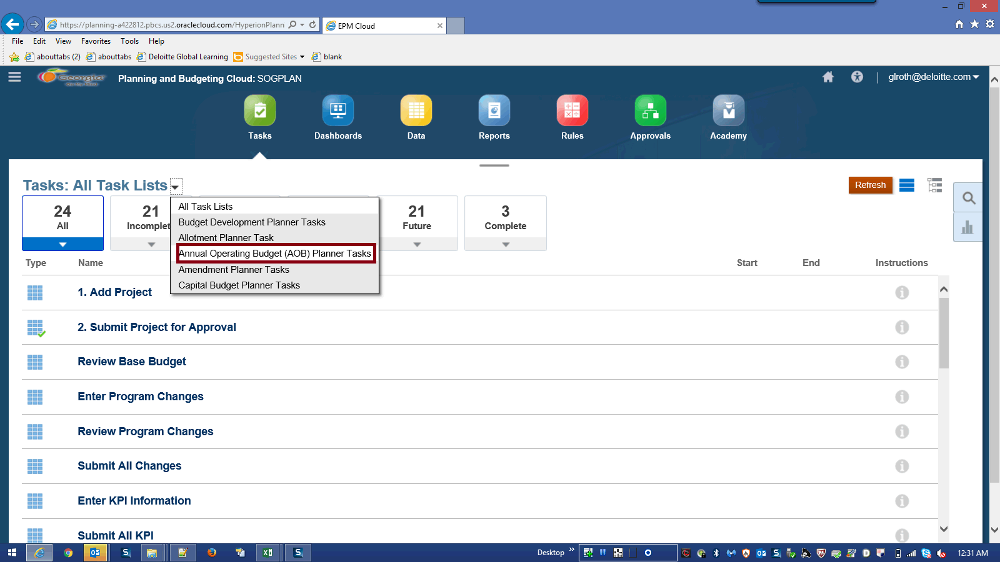 https://planning-a422812.pbcs.us2.oraclecloud.com/HyperionPlann
EPM Cloud
File Edit View Favorites Tools Help
abouttabs (2) abouttabs Deloitte Global Learning Suggested Sites blank
Georgia
Planning and Budgeting Cloud: SOGPLAN
glroth@deloitte.com
Tasks Dashboards Data Reports Rules Approvals Academy
Tasks: All Task Lists
Refresh
24 All
21 Incomplet
21 Future
3 Complete
All Task Lists
Budget Development Planner Tasks
Allotment Planner Task
Annual Operating Budget (AOB) Planner Tasks
Amendment Planner Tasks
Capital Budget Planner Tasks
Type Name Start End Instructions
1. Add Project
2. Submit Project for Approval
Review Base Budget
Enter Program Changes
Review Program Changes
Submit All Changes
Enter KPI Information
Submit All KPI
Desktop
12:31 AM